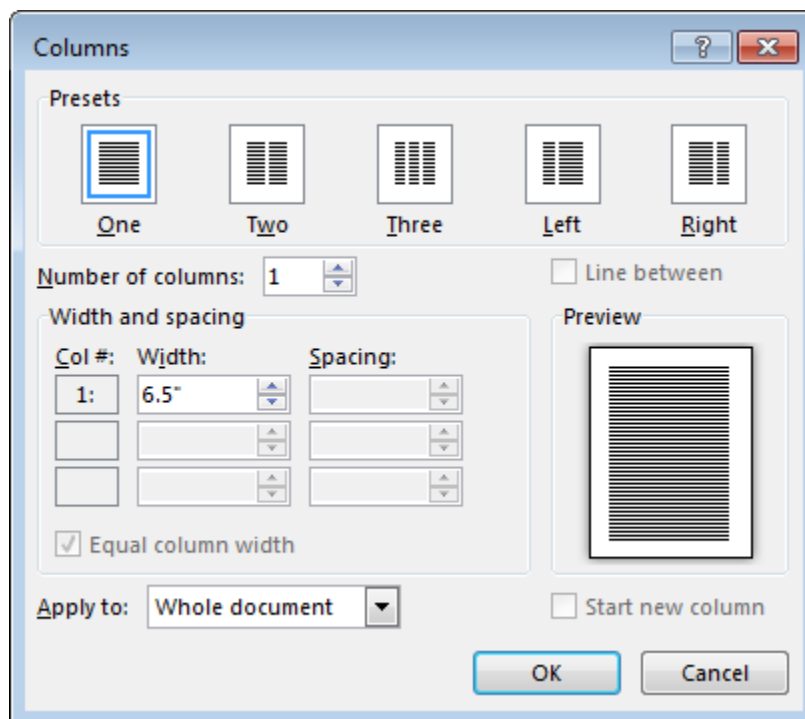 Columns
Presets
One Two Three Left Right
Number of columns: 1 Line between
Width and spacing Preview
Col #: Width: Spacing:
1: 6.5"
Equal column width
Apply to: Whole document Start new column
OK Cancel